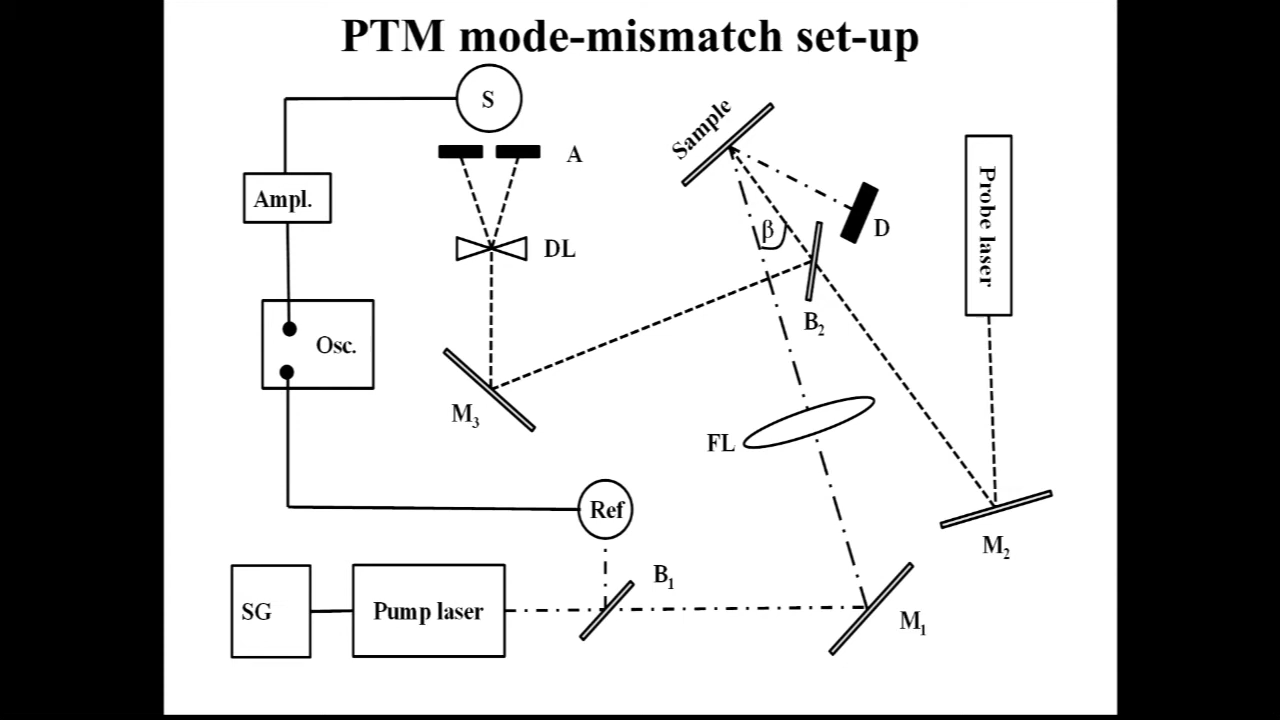 PTM mode-mismatch set-up
S
A
Sample
Probe laser
Ampl.
D
β
DL
B₂
Osc.
M₃
FL
Ref
M₂
B₁
SG
Pump laser
M₁